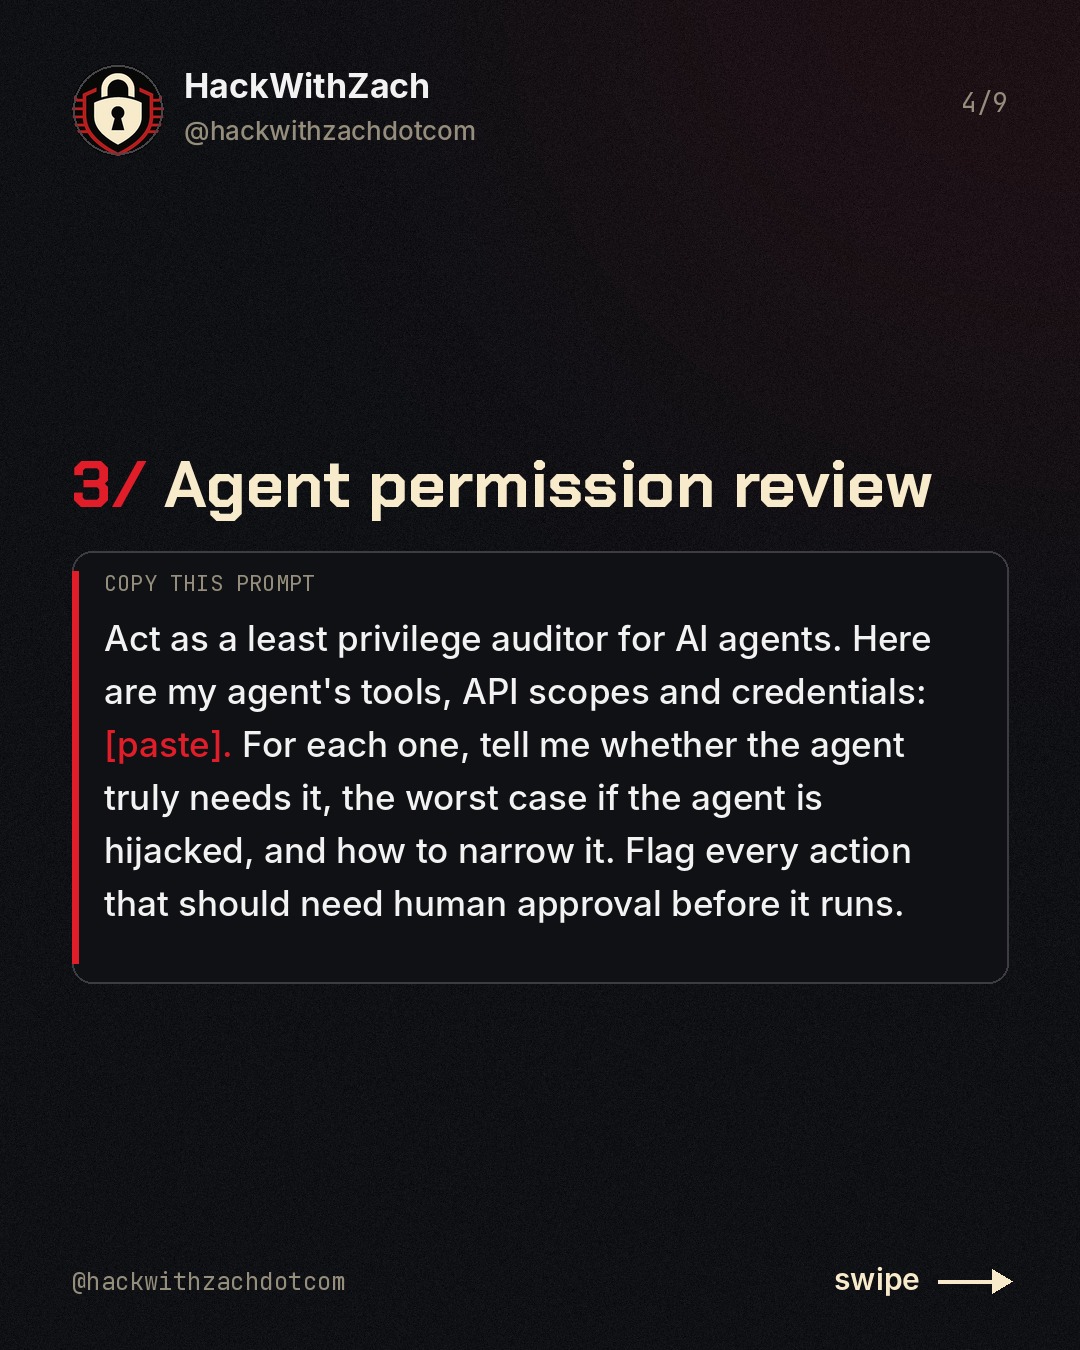 HackWithZach
@hackwithzachdotcom
4/9
3/ Agent permission review
COPY THIS PROMPT
Act as a least privilege auditor for AI agents. Here
are my agent's tools, API scopes and credentials:
[paste]. For each one, tell me whether the agent
truly needs it, the worst case if the agent is
hijacked, and how to narrow it. Flag every action
that should need human approval before it runs.
@hackwithzachdotcom
swipe